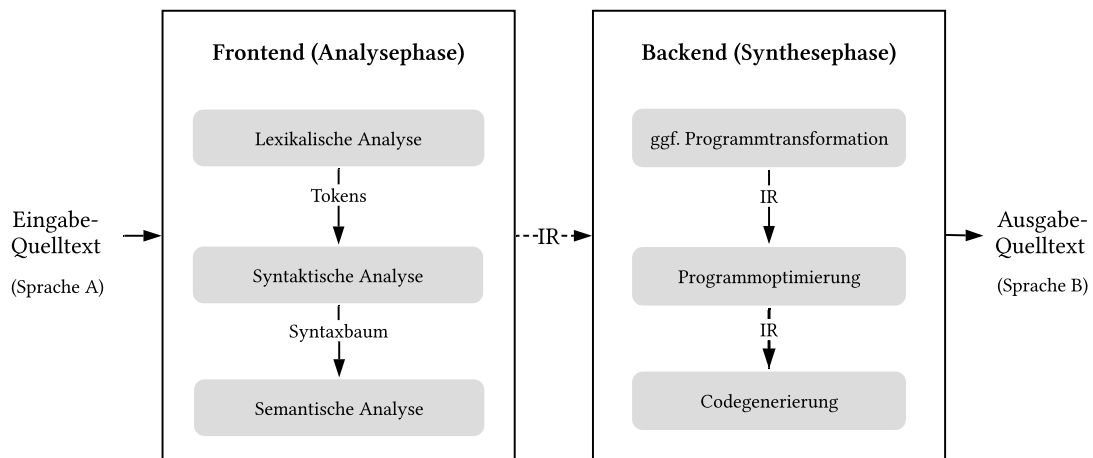 Eingabe-
Quelltext
(Sprache A)
Frontend (Analysephase)
Lexikalische Analyse
Tokens
Syntaktische Analyse
Syntaxbaum
Semantische Analyse
IR
Backend (Synthesephase)
ggf. Programmtransformation
IR
Programmoptimierung
IR
Codegenerierung
Ausgabe-
Quelltext
(Sprache B)